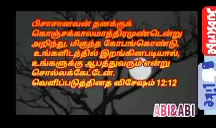 பிசாசானவன் தனக்குக்
கொஞ்சக்காலமாத்திரமுண்டென்று
அறிந்து, மிகுந்த கோபங்கொண்டு,
உங்களிடத்தில் இறங்கினபடியால்,
உங்களுக்கு ஆபத்துவரும் என்று
சொல்லக்கேட்டேன்.
வெளிப்படுத்தின விசேஷம் 12:12
ABI&ABI